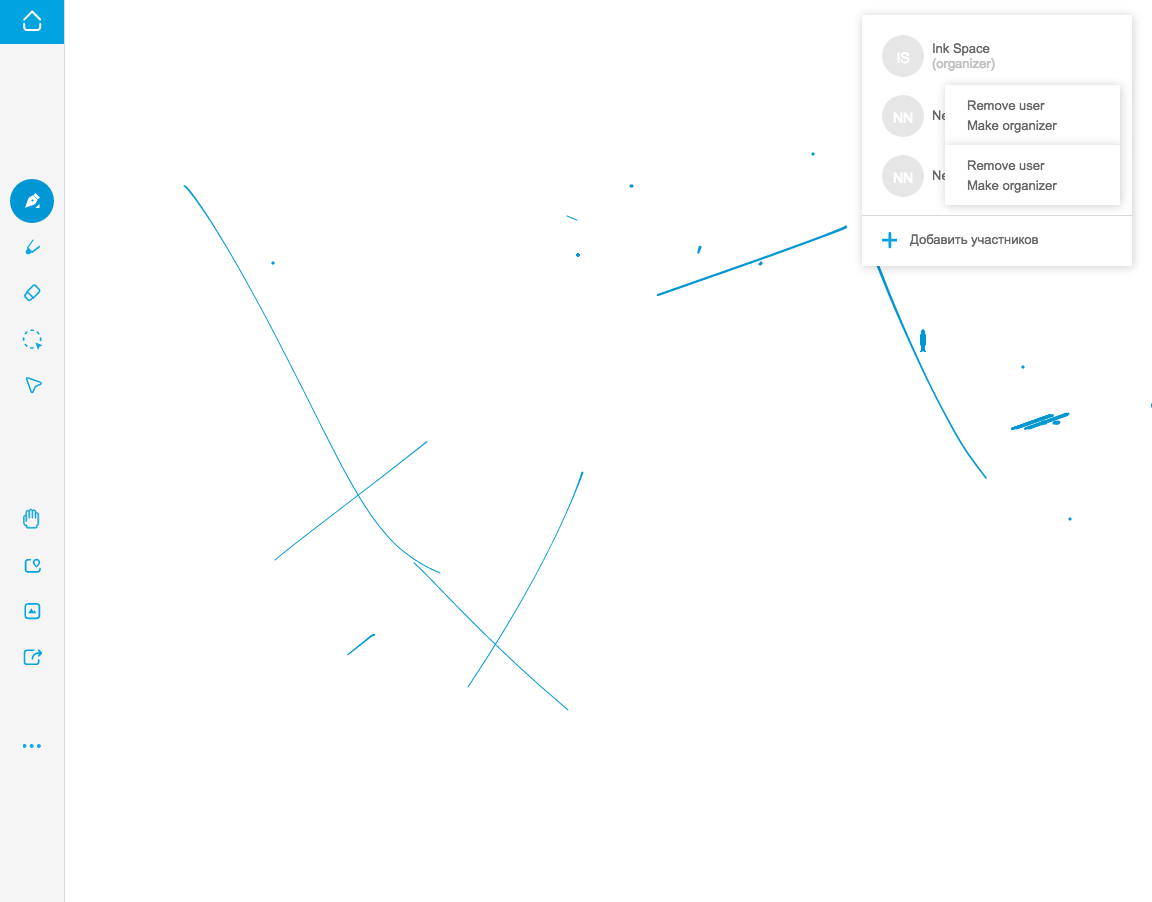 IS
Ink Space
(organizer)
NN
Remove user
Make organizer
NN
Remove user
Make organizer
Добавить участников